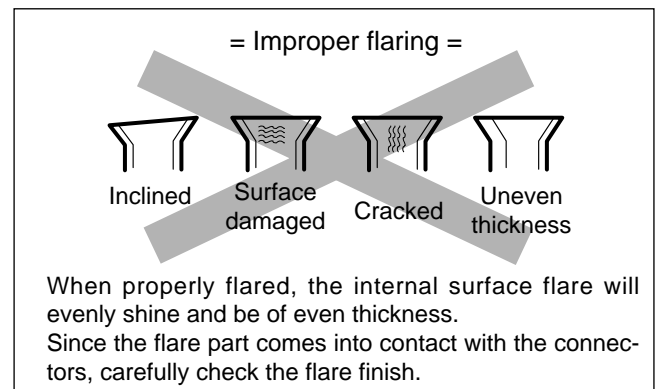 = Improper flaring =
Inclined
Surface
damaged
Cracked
Uneven
thickness
When properly flared, the internal surface flare will
evenly shine and be of even thickness.
Since the flare part comes into contact with the connec-
tors, carefully check the flare finish.